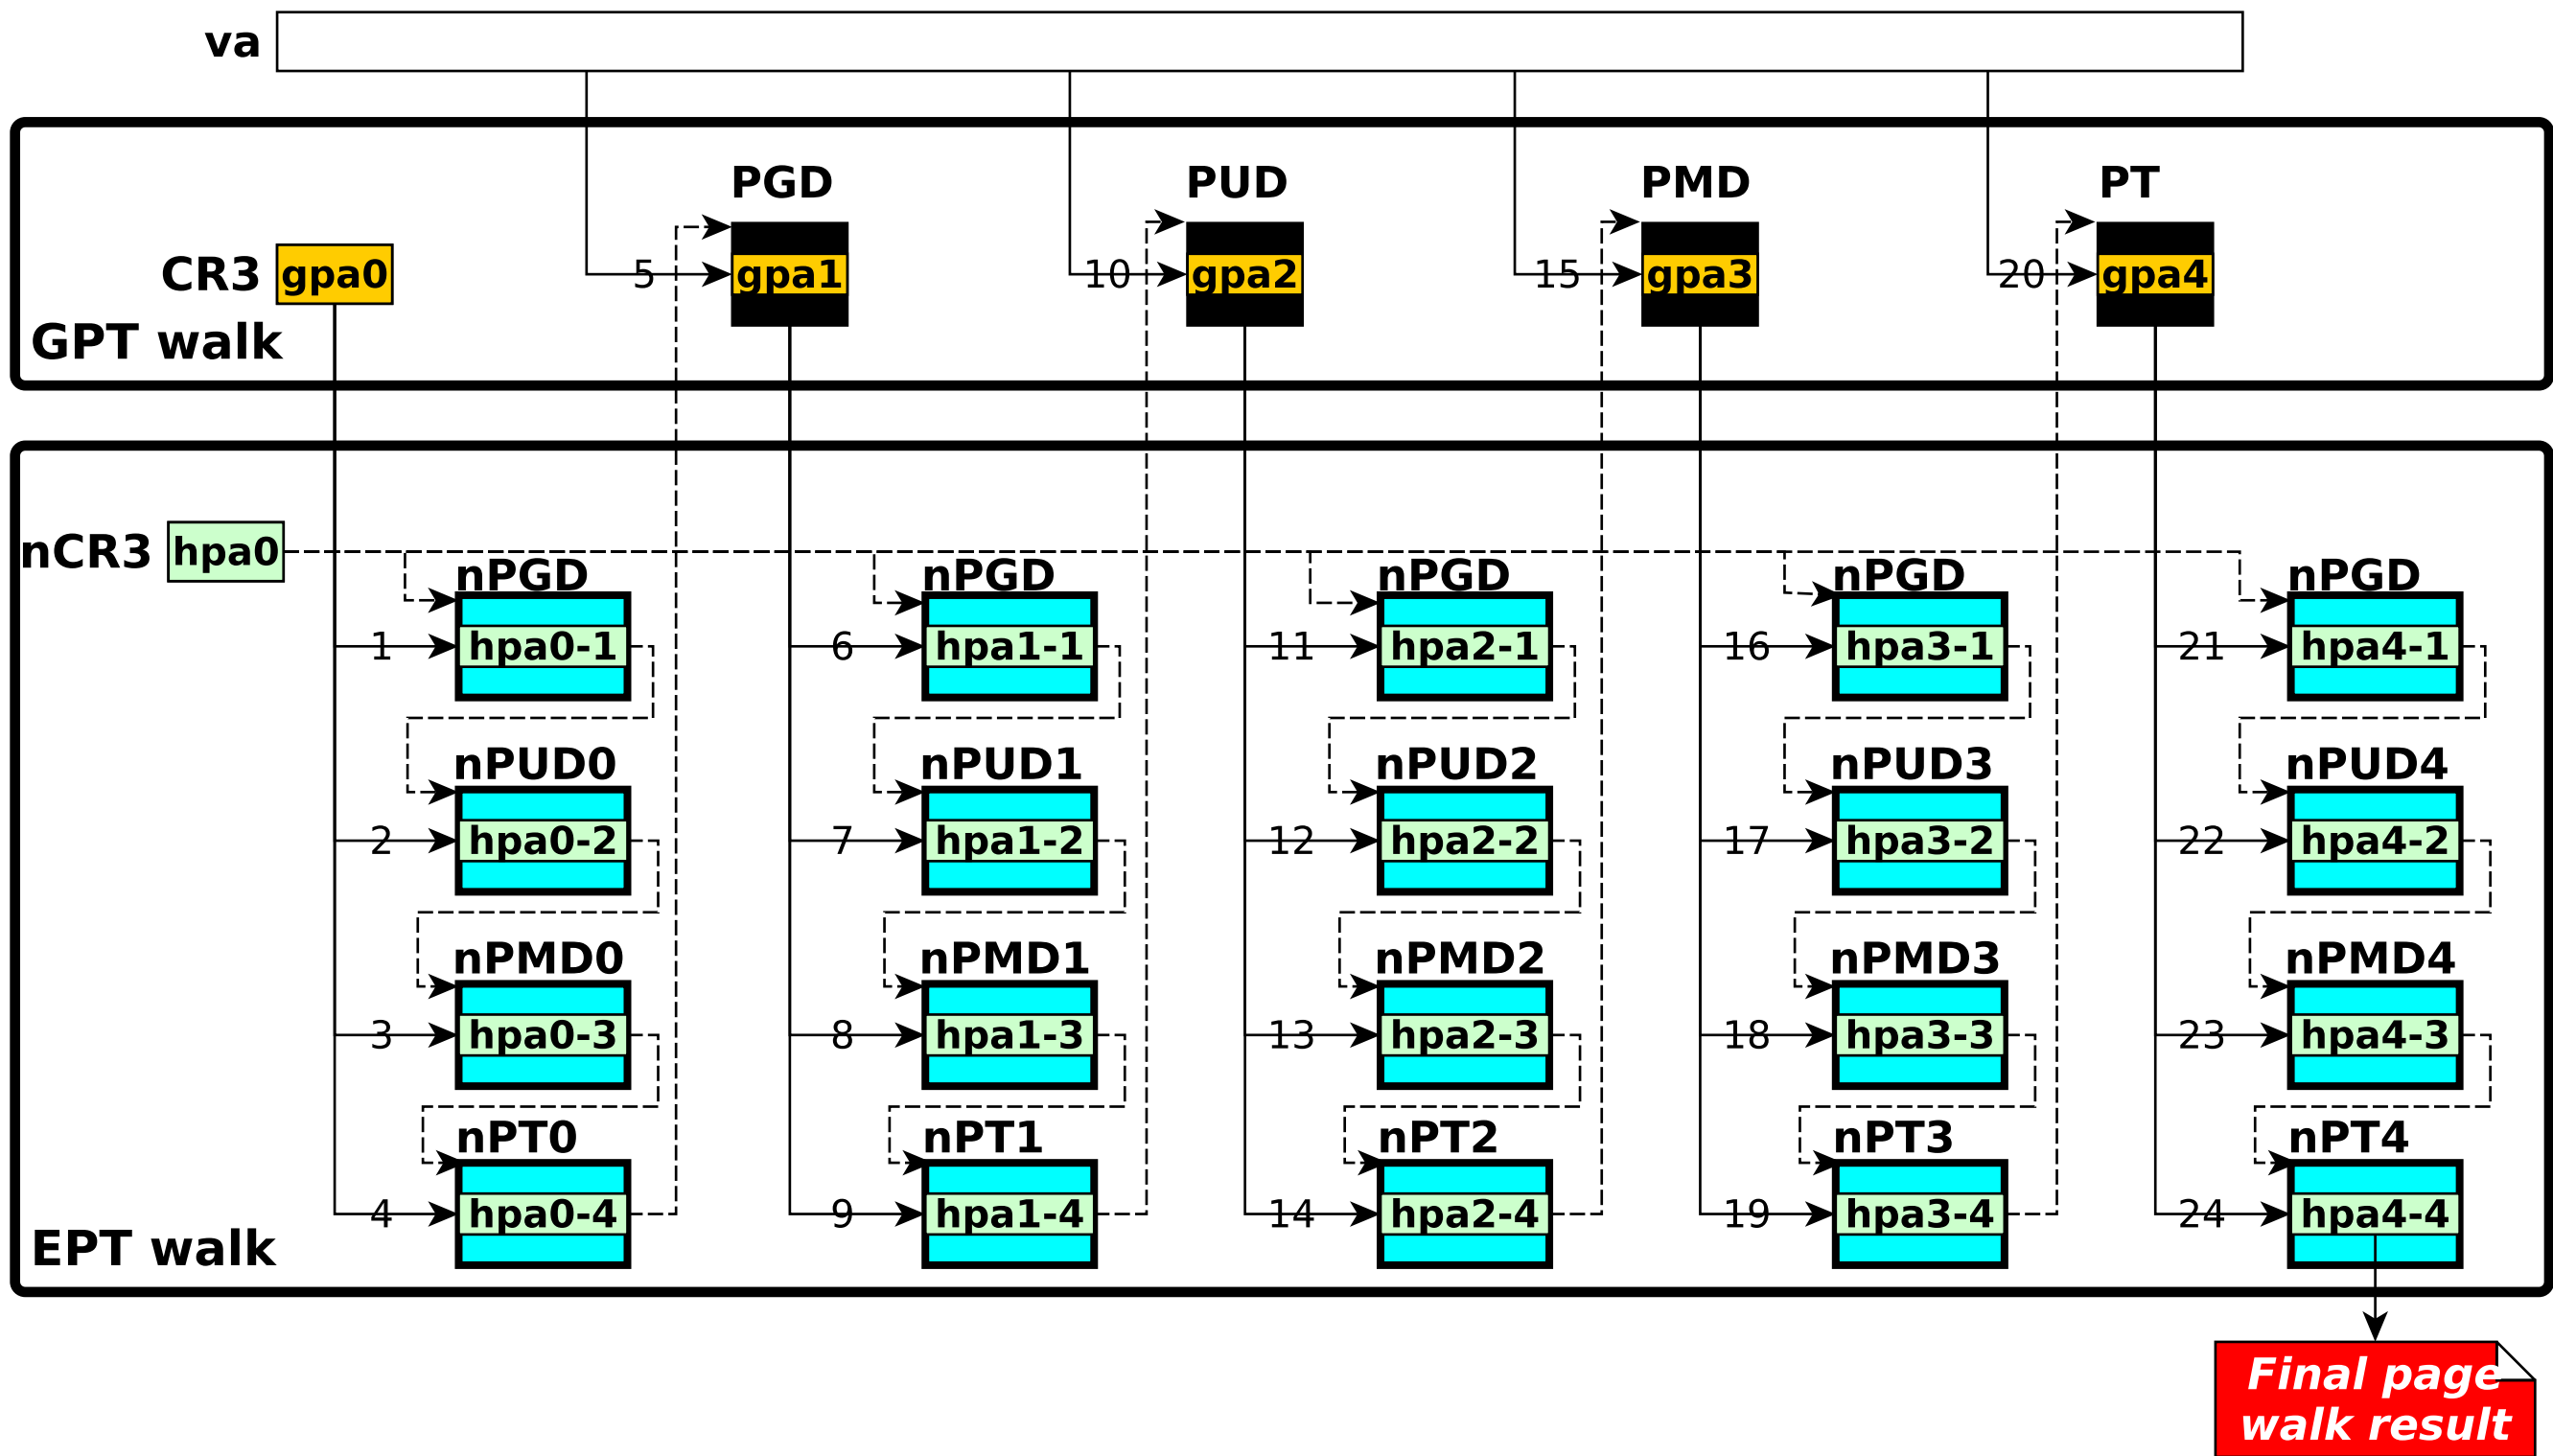 va
PGD
PUD
PMD
PT
CR3
gpa0
5
gpa1
10
gpa2
15
gpa3
20
gpa4
GPT walk
nCR3
hpa0
nPGD
nPGD
nPGD
nPGD
nPGD
1
hpa0-1
6
hpa1-1
11
hpa2-1
16
hpa3-1
21
hpa4-1
nPUD0
nPUD1
nPUD2
nPUD3
nPUD4
2
hpa0-2
7
hpa1-2
12
hpa2-2
17
hpa3-2
22
hpa4-2
nPMD0
nPMD1
nPMD2
nPMD3
nPMD4
3
hpa0-3
8
hpa1-3
13
hpa2-3
18
hpa3-3
23
hpa4-3
nPT0
nPT1
nPT2
nPT3
nPT4
4
hpa0-4
9
hpa1-4
14
hpa2-4
19
hpa3-4
24
hpa4-4
EPT walk
Final page
walk result